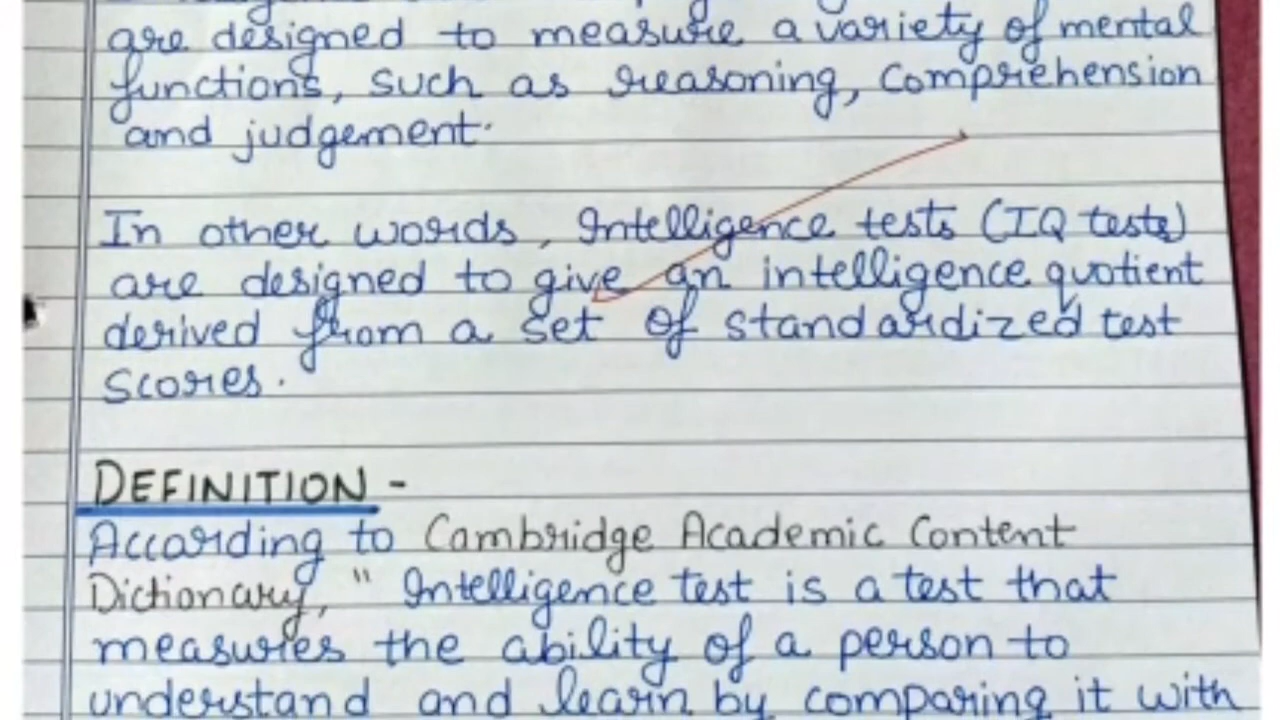 are designed to measure a variety of mental
functions, such as reasoning, comprehension
and judgement.
In other words, Intelligence tests (IQ tests)
are designed to give an intelligence quotient
derived from a set of standardized test
scores.
DEFINITION -
According to Cambridge Academic Content
Dictionary, " Intelligence test is a test that
measures the ability of a person to
understand and learn by comparing it with